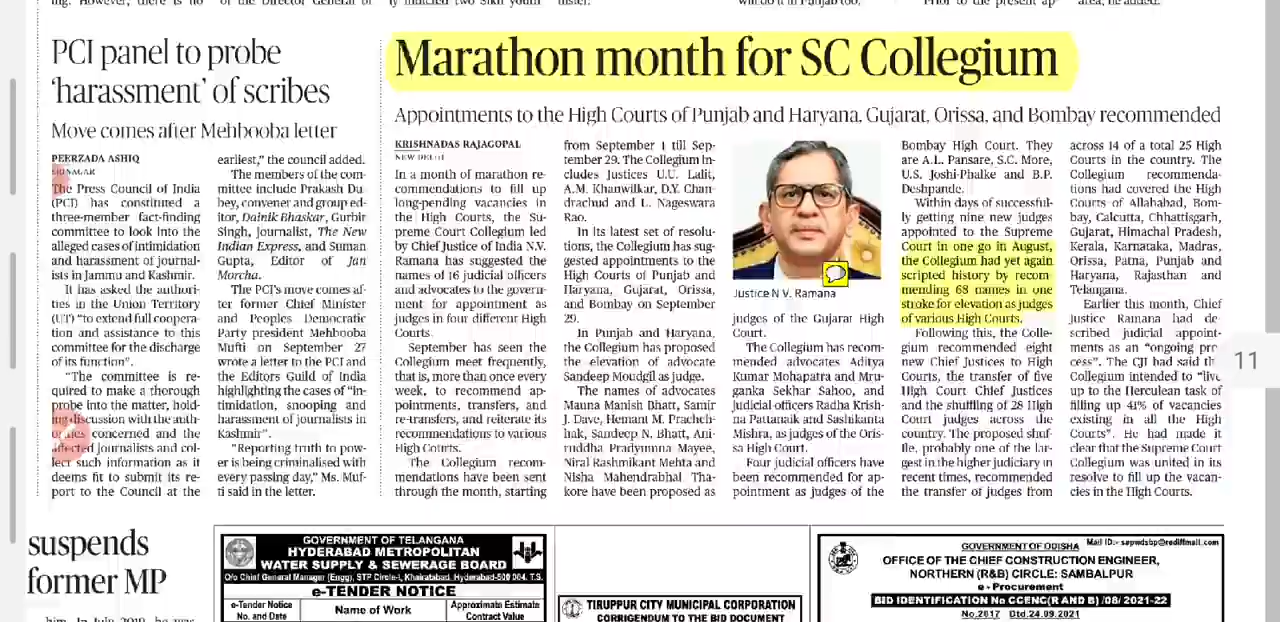 PCI panel to probe
‘harassment’ of scribes
Move comes after Mehbooba letter
PEERZADA ASHIQ
SRINAGAR
The Press Council of India
(PCI) has constituted a
three-member fact-finding
committee to look into the
alleged cases of intimidation
and harassment of journal-
ists in Jammu and Kashmir.
It has asked the authori-
ties in the Union Territory
(UT) “to extend full coopera-
tion and assistance to this
committee for the discharge
of its function”.
“The committee is re-
quired to make a thorough
probe into the matter, hold-
ing discussion with the auth-
orities concerned and the
affected journalists and col-
lect such information as it
deems fit to submit its re-
port to the Council at the
earliest,” the council added.
The members of the com-
mittee include Prakash Du-
bey, convener and group ed-
itor, Dainik Bhaskar, Gurbir
Singh, journalist, The New
Indian Express, and Suman
Gupta, Editor of Jan
Morcha.
The PCI’s move comes af-
ter former Chief Minister
and Peoples Democratic
Party president Mehbooba
Mufti on September 27
wrote a letter to the PCI and
the Editors Guild of India
highlighting the cases of “in-
timidation, snooping and
harassment of journalists in
Kashmir”.
“Reporting truth to pow-
er is being criminalised with
every passing day,” Ms. Muf-
ti said in the letter.
Marathon month for SC Collegium
Appointments to the High Courts of Punjab and Haryana, Gujarat, Orissa, and Bombay recommended
KRISHNADAS RAJAGOPAL
NEW DELHI
In a month of marathon re-
commendations to fill up
long-pending vacancies in
the High Courts, the Su-
preme Court Collegium led
by Chief Justice of India N.V.
Ramana has suggested the
names of 16 judicial officers
and advocates to the govern-
ment for appointment as
judges in four different High
Courts.
September has seen the
Collegium meet frequently,
that is, more than once every
week, to recommend ap-
pointments, transfers, and
re-transfers, and reiterate its
recommendations to various
High Courts.
The Collegium recom-
mendations have been sent
through the month, starting
from September 1 till Sep-
tember 29. The Collegium in-
cludes Justices U.U. Lalit,
A.M. Khanwilkar, D.Y. Chan-
drachud and L. Nageswara
Rao.
In its latest set of resolu-
tions, the Collegium has sug-
gested appointments to the
High Courts of Punjab and
Haryana, Gujarat, Orissa,
and Bombay on September
29.
In Punjab and Haryana,
the Collegium has proposed
the elevation of advocate
Sandeep Moudgil as judge.
The names of advocates
Mauna Manish Bhatt, Samir
J. Dave, Hemant M. Prachch-
hak, Sandeep N. Bhatt, Ani-
ruddha Pradyumna Mayee,
Niral Rashmikant Mehta and
Nisha Mahendrabhai Tha-
kore have been proposed as
Justice N V. Ramana
judges of the Gujarat High
Court.
The Collegium has recom-
mended advocates Aditya
Kumar Mohapatra and Mru-
ganka Sekhar Sahoo, and
judicial officers Radha Krish-
na Pattanaik and Sashikanta
Mishra, as judges of the Oris-
sa High Court.
Four judicial officers have
been recommended for ap-
pointment as judges of the
Bombay High Court. They
are A.L. Pansare, S.C. More,
U.S. Joshi-Phalke and B.P.
Deshpande.
Within days of successful-
ly getting nine new judges
appointed to the Supreme
Court in one go in August,
the Collegium had yet again
scripted history by recom-
mending 68 names in one
stroke for elevation as judges
of various High Courts.
Following this, the Colle-
gium recommended eight
new Chief Justices to High
Courts, the transfer of five
High Court Chief Justices
and the shuffling of 28 High
Court judges across the
country. The proposed shuf-
fle, probably one of the lar-
gest in the higher judiciary in
recent times, recommended
the transfer of judges from
across 14 of a total 25 High
Courts in the country. The
Collegium recommenda-
tions had covered the High
Courts of Allahabad, Bom-
bay, Calcutta, Chhattisgarh,
Gujarat, Himachal Pradesh,
Kerala, Karnataka, Madras,
Orissa, Patna, Punjab and
Haryana, Rajasthan and
Telangana.
Earlier this month, Chief
Justice Ramana had de-
scribed judicial appoint-
ments as an “ongoing pr
cess”. The CJI had said th
Collegium intended to “live
up to the Herculean task of
filling up 41% of vacancies
existing in all the High
Courts”. He had made it
clear that the Supreme Court
Collegium was united in its
resolve to fill up the vacan-
cies in the High Courts.
11
suspends
former MP
GOVERNMENT OF TELANGANA
HYDERABAD METROPOLITAN
WATER SUPPLY & SEWERAGE BOARD
O/o Chief General Manager (Engg), STP Circle-I, Khairatabad, Hyderabad-500 004. T.S.
e-TENDER NOTICE
e-Tender Notice
No. and Date
Name of Work
Approximate Estimate
Contract Value
TIRUPPUR CITY MUNICIPAL CORPORATION
CORRIGENDUM TO THE BID DOCUMENT
GOVERNMENT OF ODISHA
Mail ID:- sepwdsbp@rediffmail.com
OFFICE OF THE CHIEF CONSTRUCTION ENGINEER,
NORTHERN (R&B) CIRCLE: SAMBALPUR
e - Procurement
BID IDENTIFICATION No CCENC(R AND B) /08/ 2021-22
No.2017 Dtd.24.09.2021